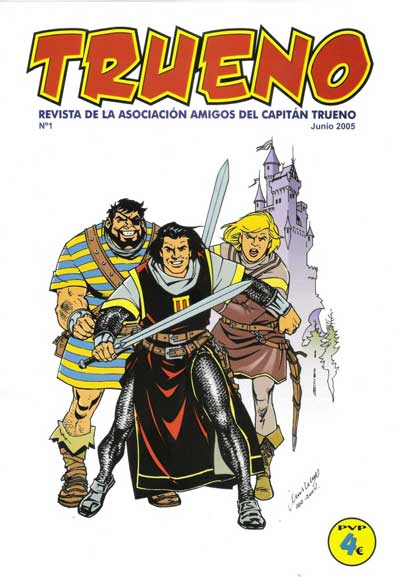 TRUENO
REVISTA DE LA ASOCIACIÓN AMIGOS DEL CAPITÁN TRUENO
Nº1 Junio 2005
PVP
4€